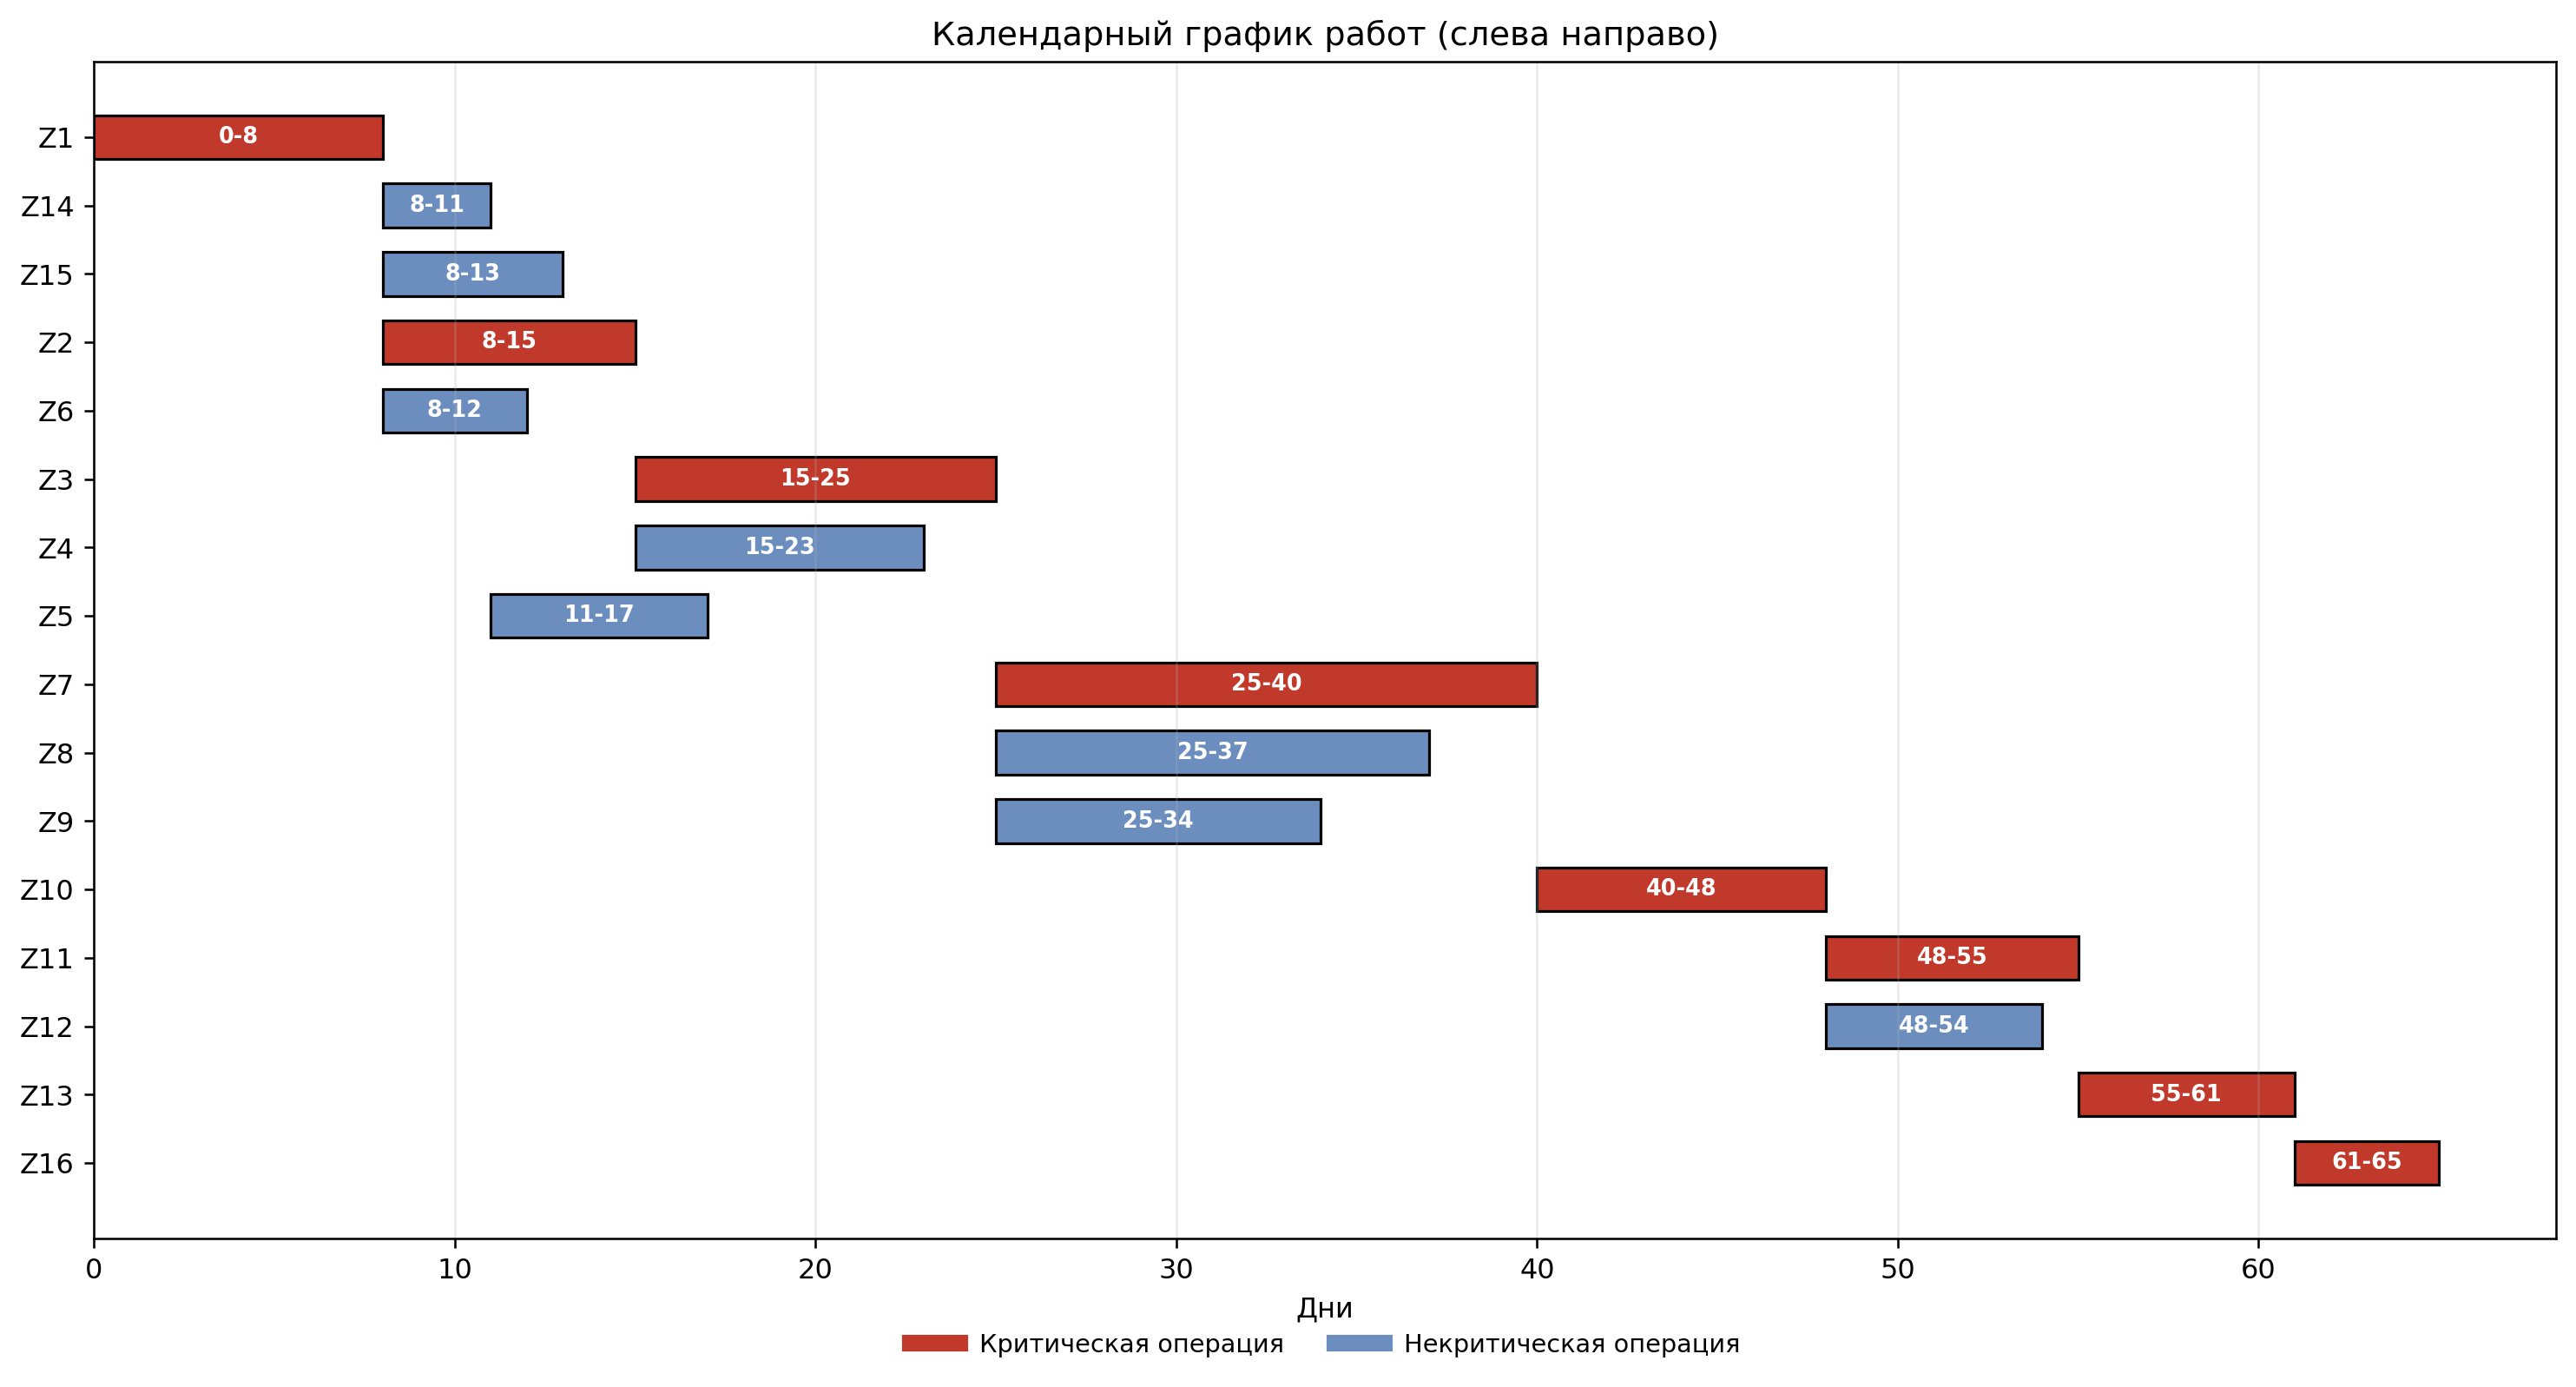 Календарный график работ (слева направо)
Z1 0-8
Z14 8-11
Z15 8-13
Z2 8-15
Z6 8-12
Z3 15-25
Z4 15-23
Z5 11-17
Z7 25-40
Z8 25-37
Z9 25-34
Z10 40-48
Z11 48-55
Z12 48-54
Z13 55-61
Z16 61-65
0 10 20 30 40 50 60
Дни
Критическая операция Некритическая операция